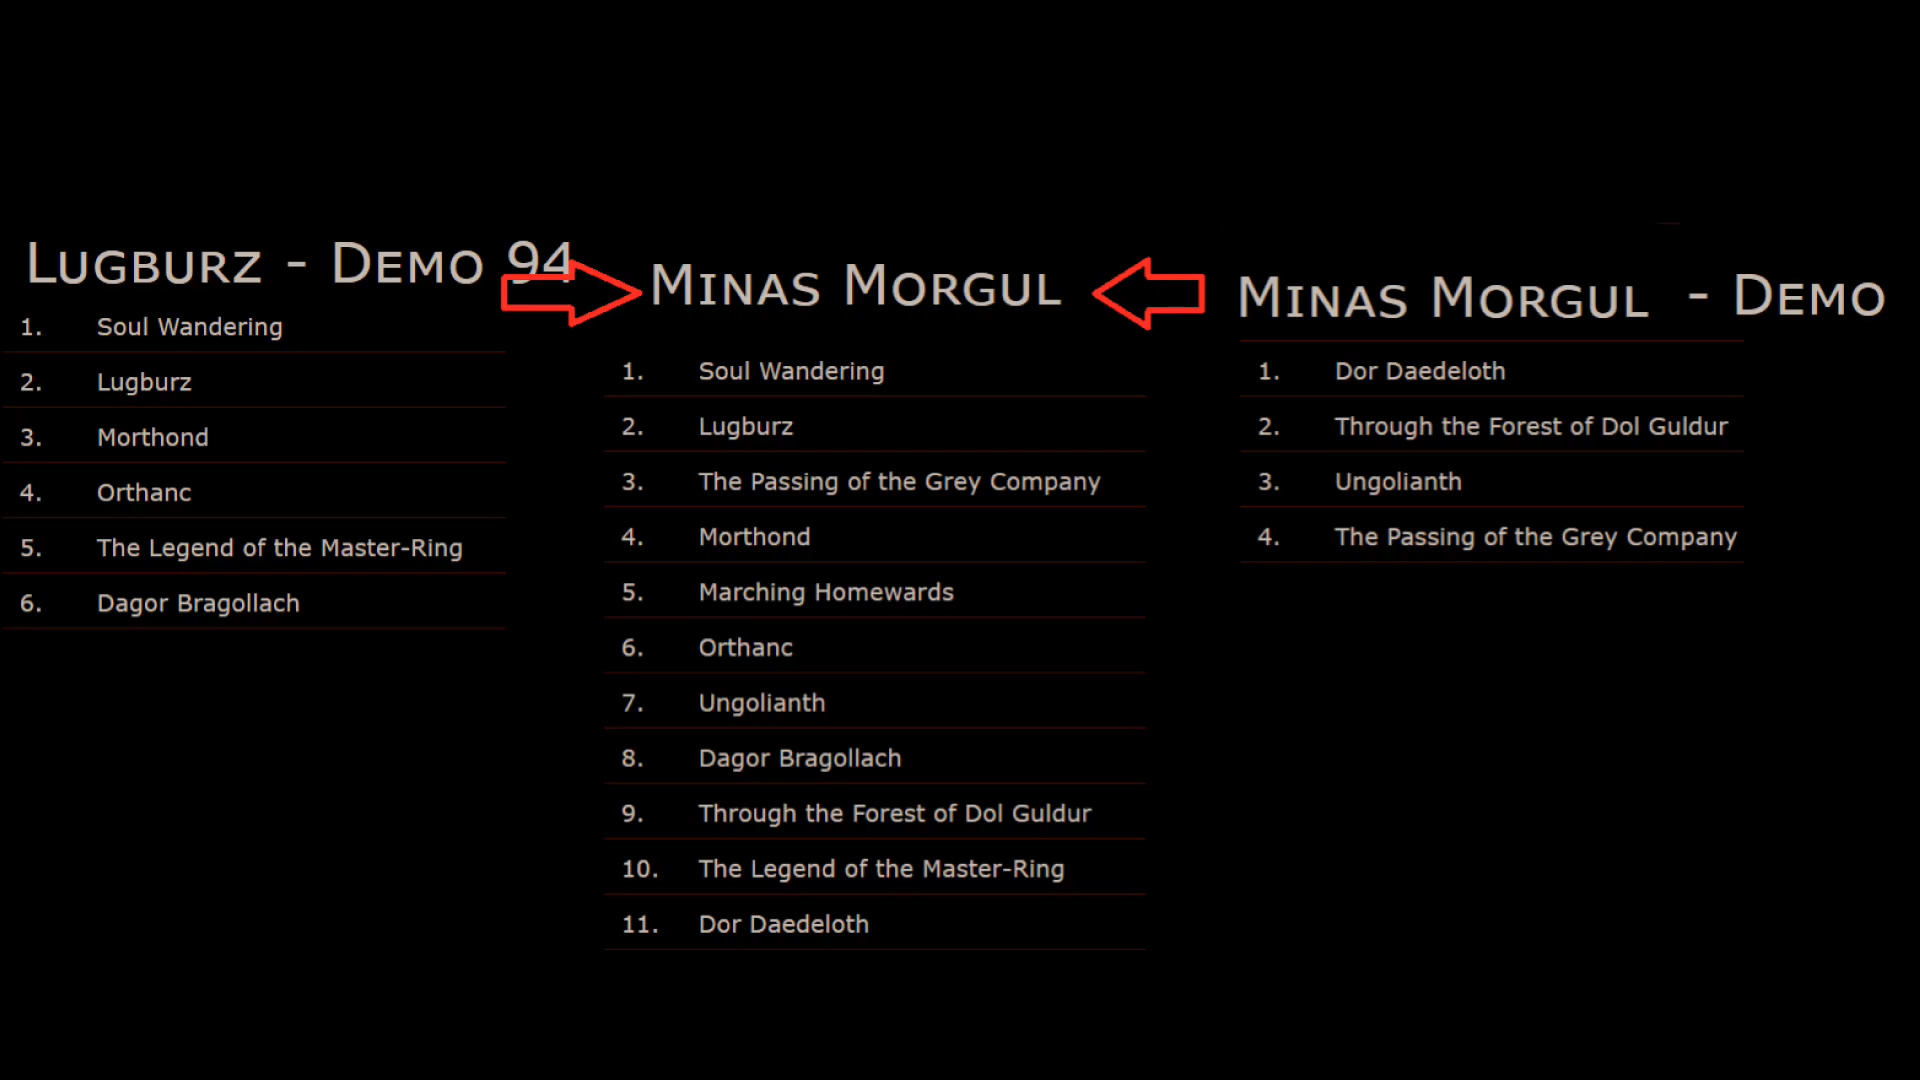 Lugburz - Demo 94
1. Soul Wandering
2. Lugburz
3. Morthond
4. Orthanc
5. The Legend of the Master-Ring
6. Dagor Bragollach
Minas Morgul
1. Soul Wandering
2. Lugburz
3. The Passing of the Grey Company
4. Morthond
5. Marching Homewards
6. Orthanc
7. Ungolianth
8. Dagor Bragollach
9. Through the Forest of Dol Guldur
10. The Legend of the Master-Ring
11. Dor Daedeloth
Minas Morgul - Demo
1. Dor Daedeloth
2. Through the Forest of Dol Guldur
3. Ungolianth
4. The Passing of the Grey Company